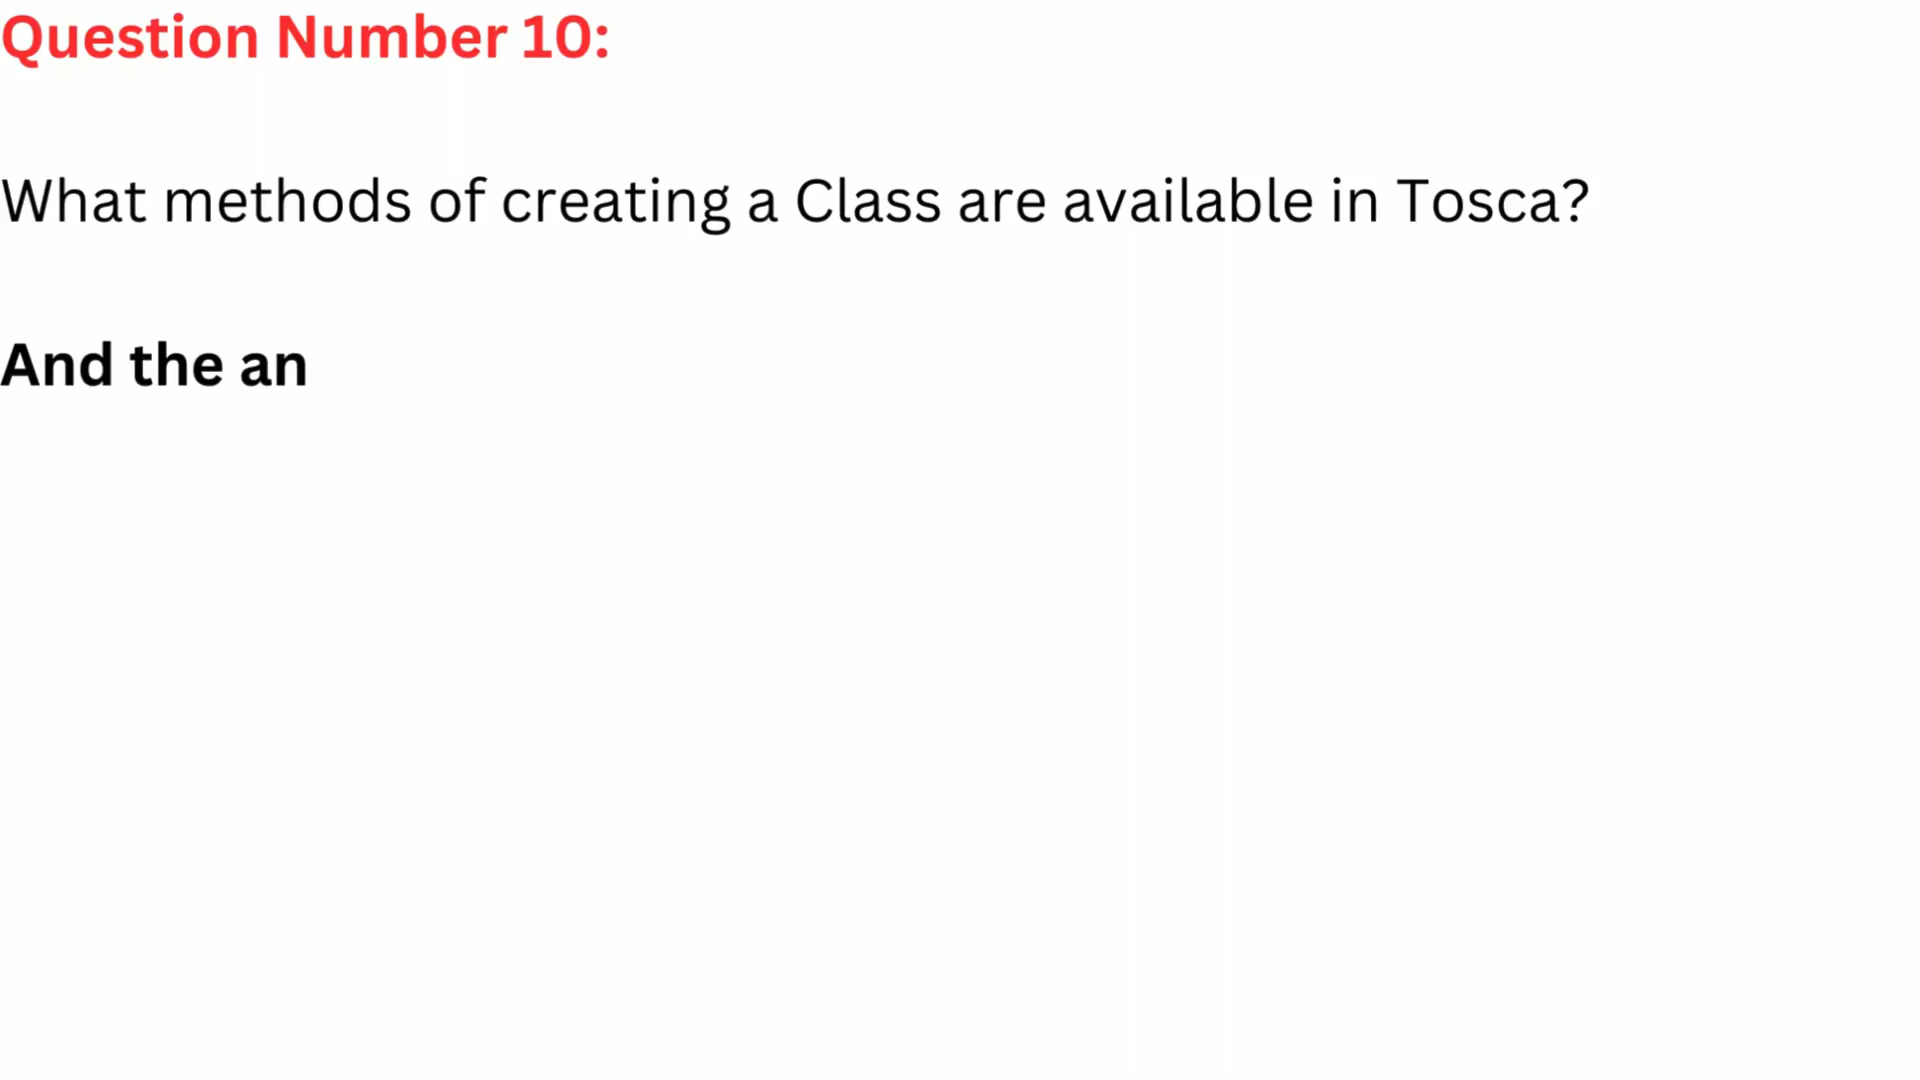 Question Number 10:
What methods of creating a Class are available in Tosca?
And the an